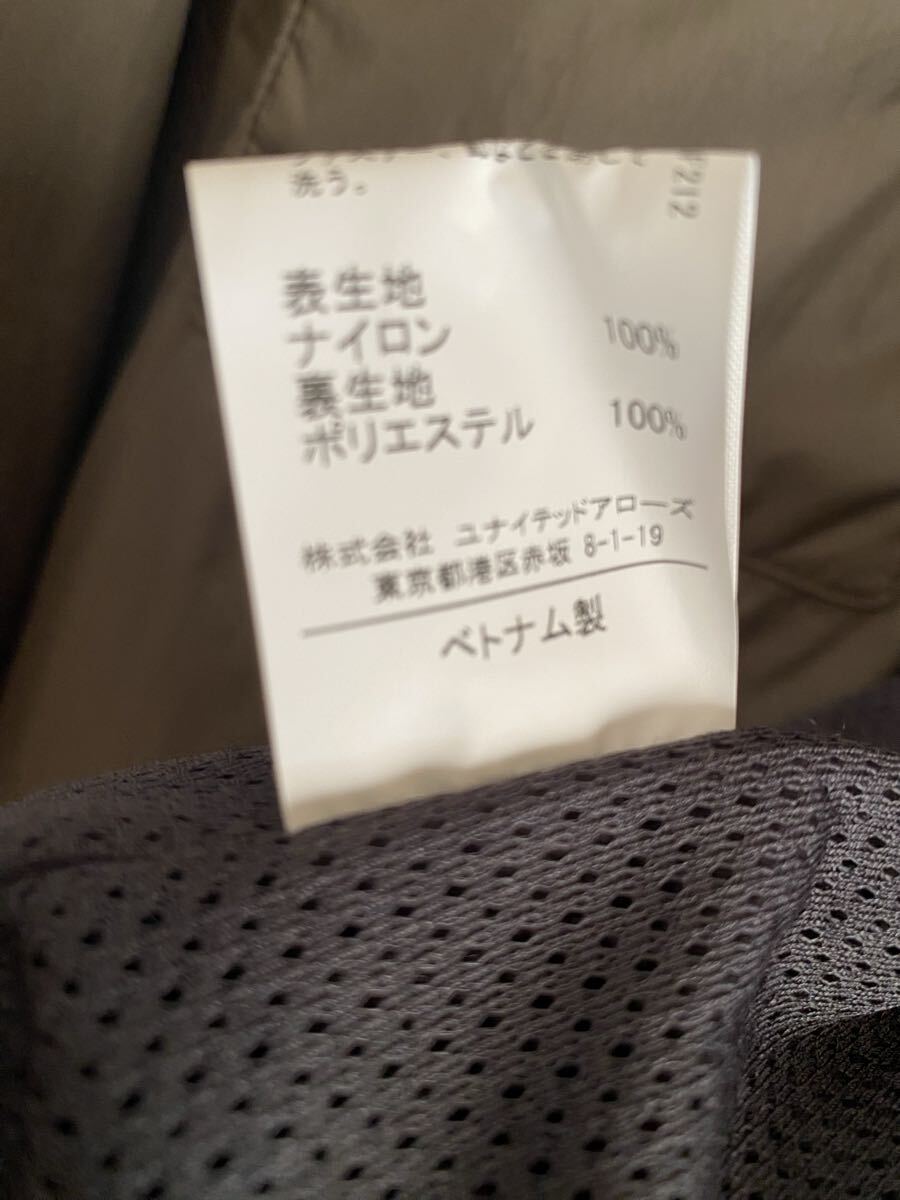 洗う。
表生地
ナイロン 100%
裏生地
ポリエステル 100%
株式会社 ユナイテッドアローズ
東京都港区赤坂 8-1-19
ベトナム製